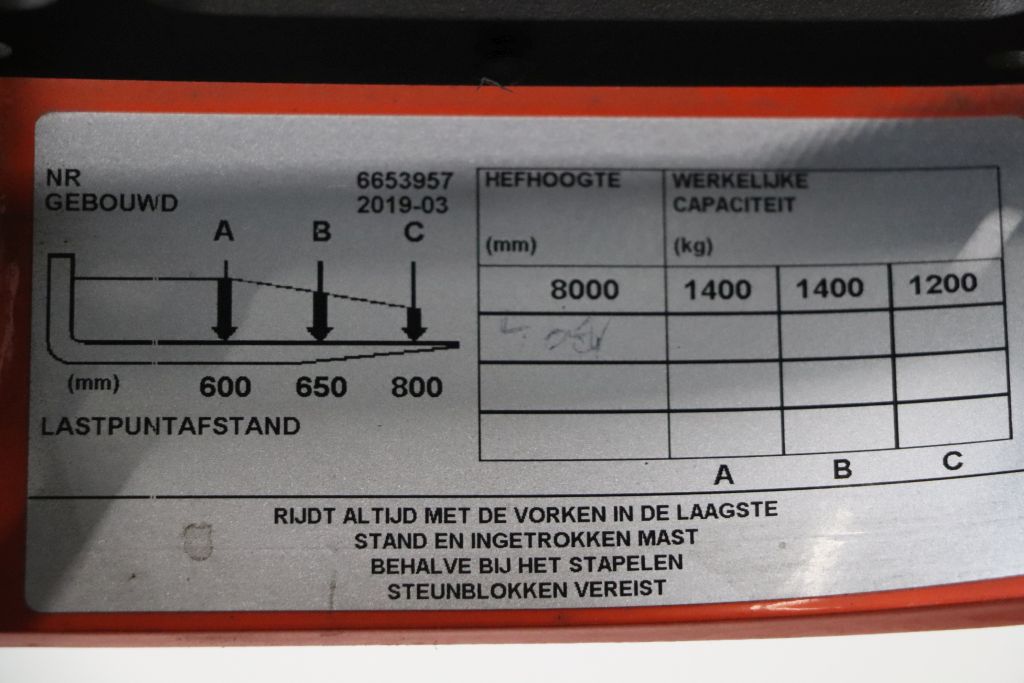 NR 6653957
GEBOUWD 2019-03
A B C
(mm) 600 650 800
LASTPUNTAFSTAND
HEFHOOGTE WERKELIJKE
CAPACITEIT
(mm) (kg)
8000 1400 1400 1200
A B C
RIJDT ALTIJD MET DE VORKEN IN DE LAAGSTE
STAND EN INGETROKKEN MAST
BEHALVE BIJ HET STAPELEN
STEUNBLOKKEN VEREIST